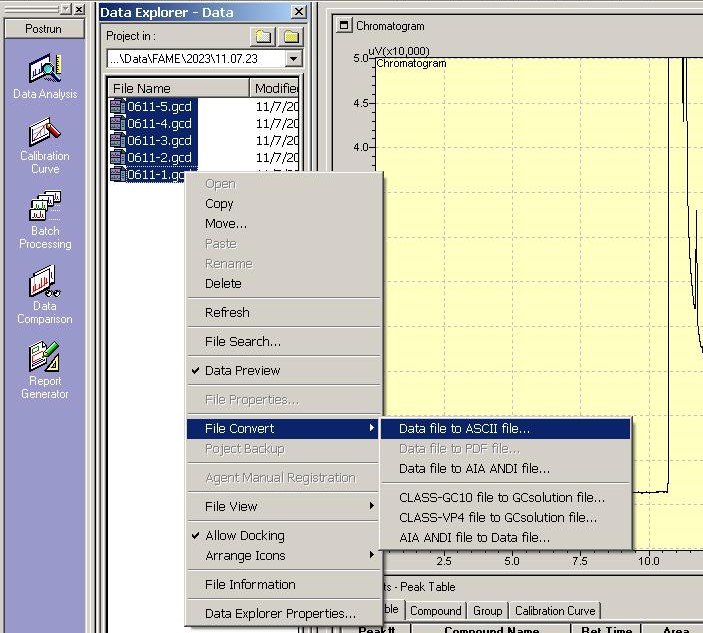 Postrun
Data Analysis
Calibration
Curve
Batch
Processing
Data
Comparison
Report
Generator
Data Explorer - Data
Project in :
...\Data\FAME\2023\11.07.23
File Name
Modified
0611-5.gcd
11/7/20
0611-4.gcd
11/7/20
0611-3.gcd
11/7/20
0611-2.gcd
11/7/20
0611-1.gcd
11/7/20
Open
Copy
Move...
Paste
Rename
Delete
Refresh
File Search...
Data Preview
File Properties...
File Convert
Poject Backup
Agent Manual Registration
File View
Allow Docking
Arrange Icons
File Information
Data Explorer Properties...
Data file to ASCII file...
Data file to PDF file...
Data file to AIA ANDI file...
CLASS-GC10 file to GCsolution file...
CLASS-VP4 file to GCsolution file...
AIA ANDI file to Data file...
Chromatogram
uV(x10,000)
Chromatogram
5.0
4.5
4.0
2.5
5.0
7.5
10.0
- Peak Table
Compound
Group
Calibration Curve
Peak#
Compound Name
Ret.Time
Area